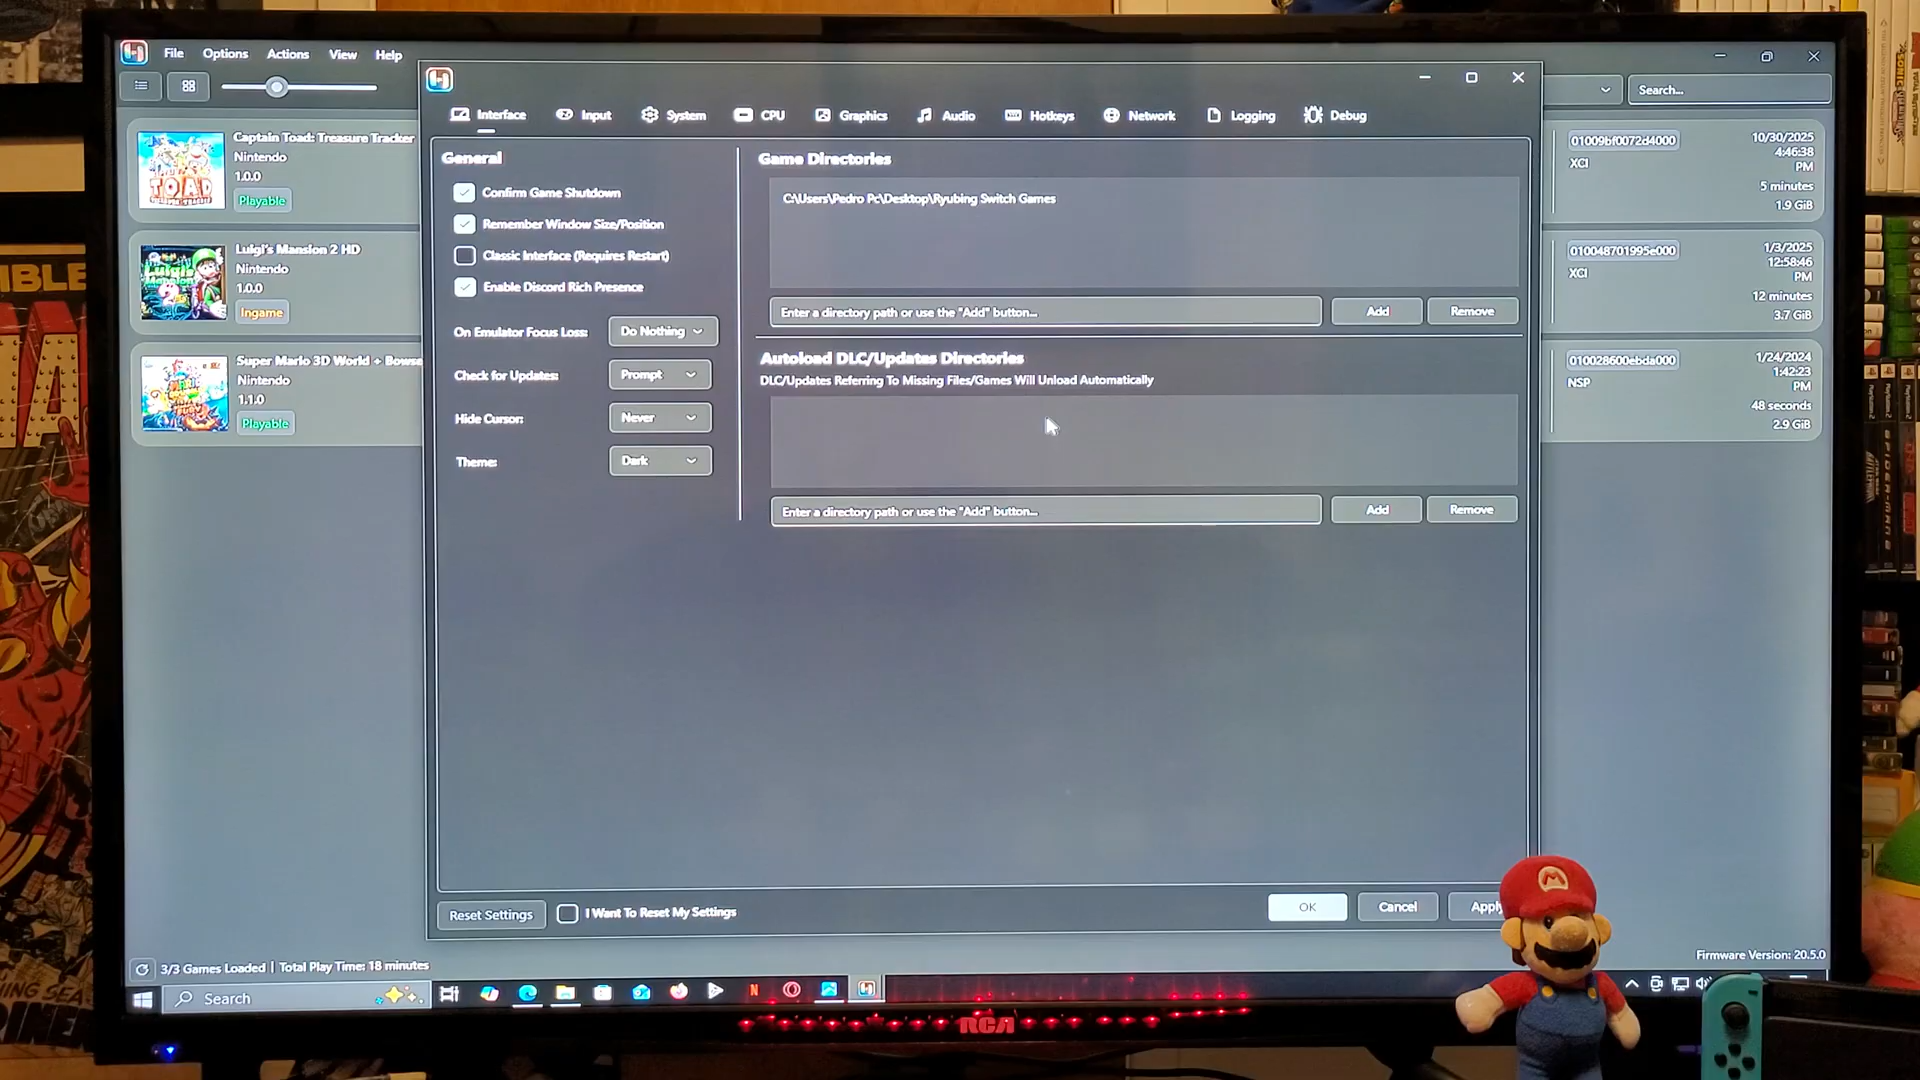 File Options Actions View Help
Search...
Interface Input System CPU Graphics Audio Hotkeys Network Logging Debug
Captain Toad: Treasure Tracker
Nintendo
1.0.0
Playable
Luigi's Mansion 2 HD
Nintendo
1.0.0
Ingame
Super Mario 3D World + Bowse
Nintendo
1.1.0
Playable
General
Confirm Game Shutdown
Remember Window Size/Position
Classic Interface (Requires Restart)
Enable Discord Rich Presence
On Emulator Focus Loss: Do Nothing
Check for Updates: Prompt
Hide Cursor: Never
Theme: Dark
Game Directories
C:\Users\Pedro Pc\Desktop\Ryubing Switch Games
Enter a directory path or use the "Add" button... Add Remove
Autoload DLC/Updates Directories
DLC/Updates Referring To Missing Files/Games Will Unload Automatically
Enter a directory path or use the "Add" button... Add Remove
01009bf0072d4000
XCI
10/30/2025
4:46:38
PM
5 minutes
1.9 GiB
010048701995e000
XCI
1/3/2025
12:58:46
PM
12 minutes
3.7 GiB
010028600ebda000
NSP
1/24/2024
1:42:23
PM
48 seconds
2.9 GiB
Reset Settings I Want To Reset My Settings OK Cancel Apply
3/3 Games Loaded | Total Play Time: 18 minutes
Firmware Version: 20.5.0
Search
RCA